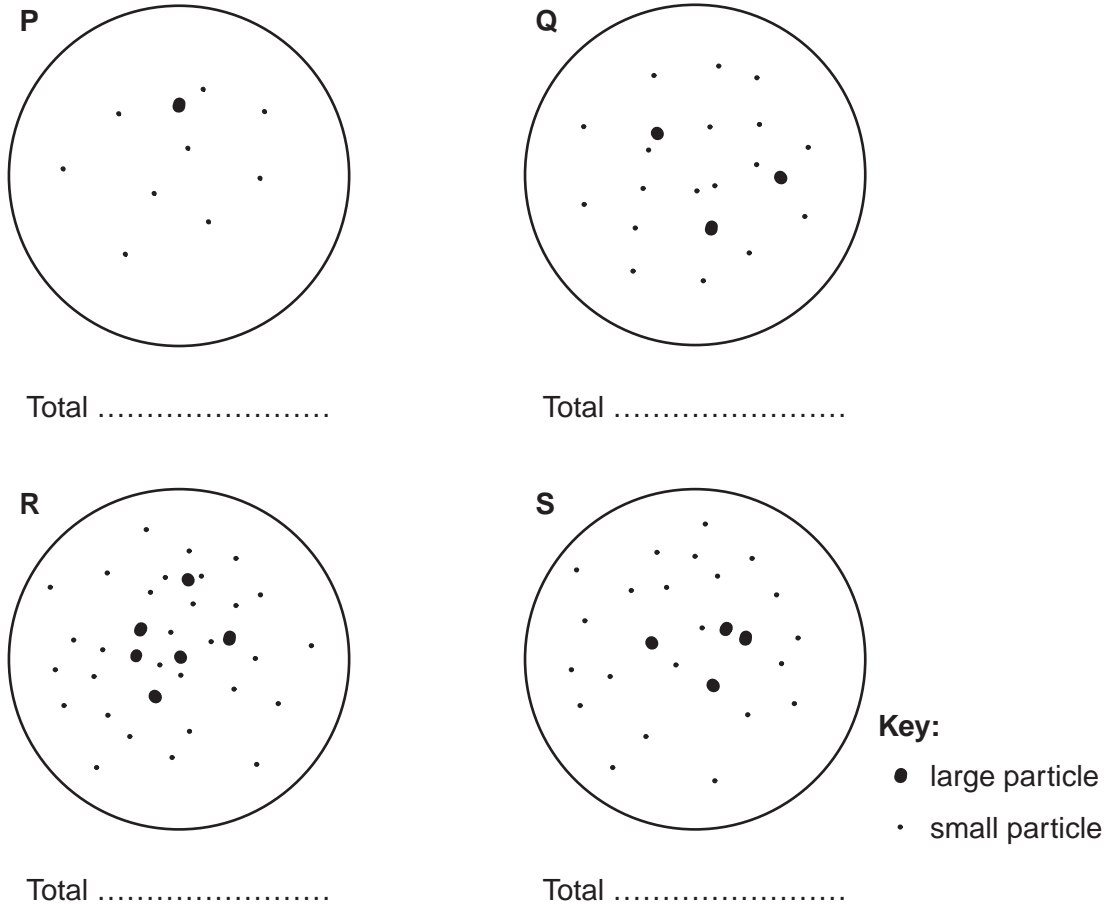 P
Q
Total ........................
Total ........................
R
S
Key:
large particle
small particle
Total ........................
Total ........................